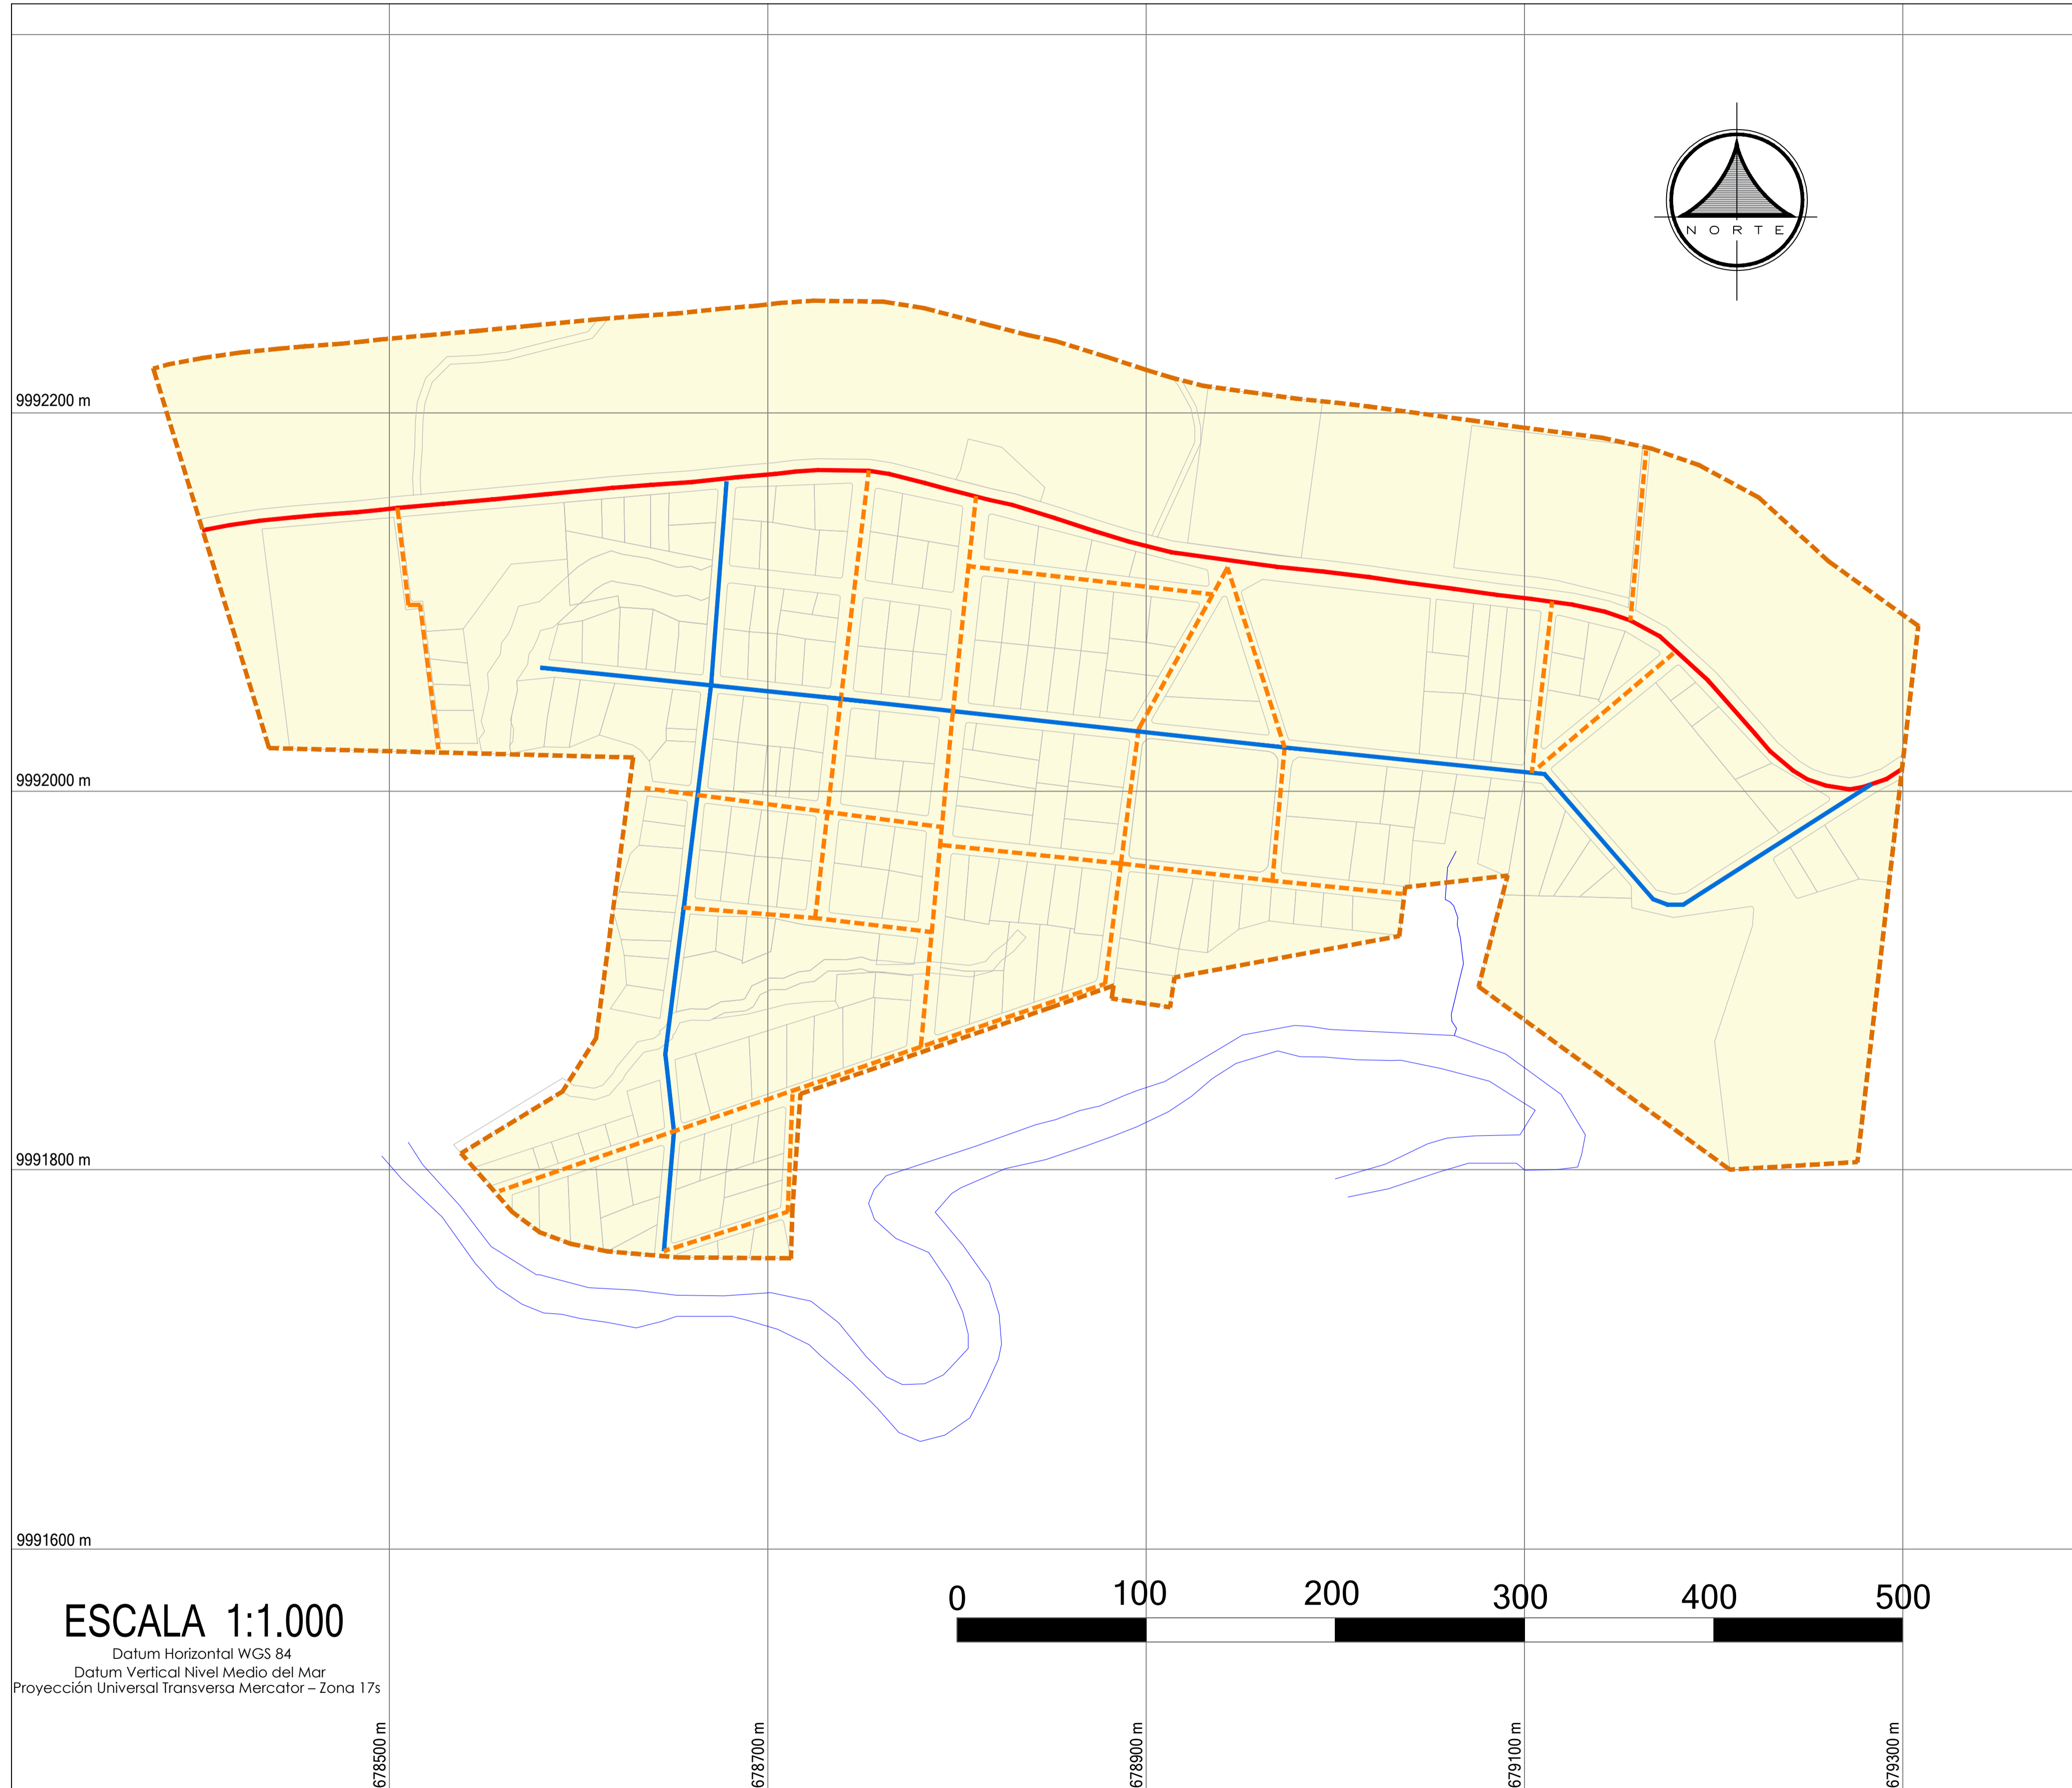 NORTE
9992200 m
9992000 m
9991800 m
9991600 m
ESCALA 1:1.000
Datum Horizontal WGS 84
Datum Vertical Nivel Medio del Mar
Proyección Universal Transversa Mercator – Zona 17s
0 100 200 300 400 500
678500 m
678700 m
678900 m
679100 m
679300 m